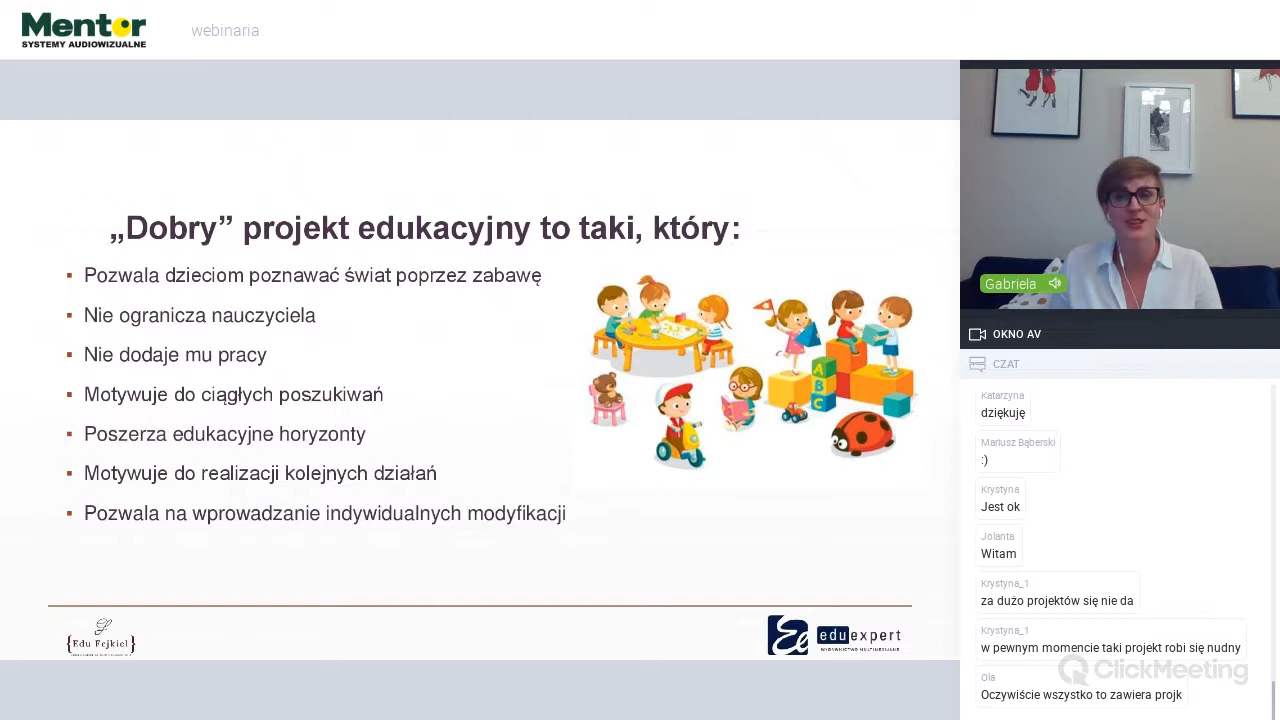 Mentor
SYSTEMY AUDIOWIZUALNE
webinaria
„Dobry” projekt edukacyjny to taki, który:
▪ Pozwala dzieciom poznawać świat poprzez zabawę
▪ Nie ogranicza nauczyciela
▪ Nie dodaje mu pracy
▪ Motywuje do ciągłych poszukiwań
▪ Poszerza edukacyjne horyzonty
▪ Motywuje do realizacji kolejnych działań
▪ Pozwala na wprowadzanie indywidualnych modyfikacji
A
B
C
{Edu Fejkiel}
eduexpert
WYDAWNICTWO MULTIMEDIALNE
Gabriela
OKNO AV
CZAT
Katarzyna
dziękuję
Mariusz Bąberski
:)
Krystyna
Jest ok
Jolanta
Witam
Krystyna_1
za dużo projektów się nie da
Krystyna_1
w pewnym momencie taki projekt robi się nudny
ClickMeeting
Ola
Oczywiście wszystko to zawiera projk